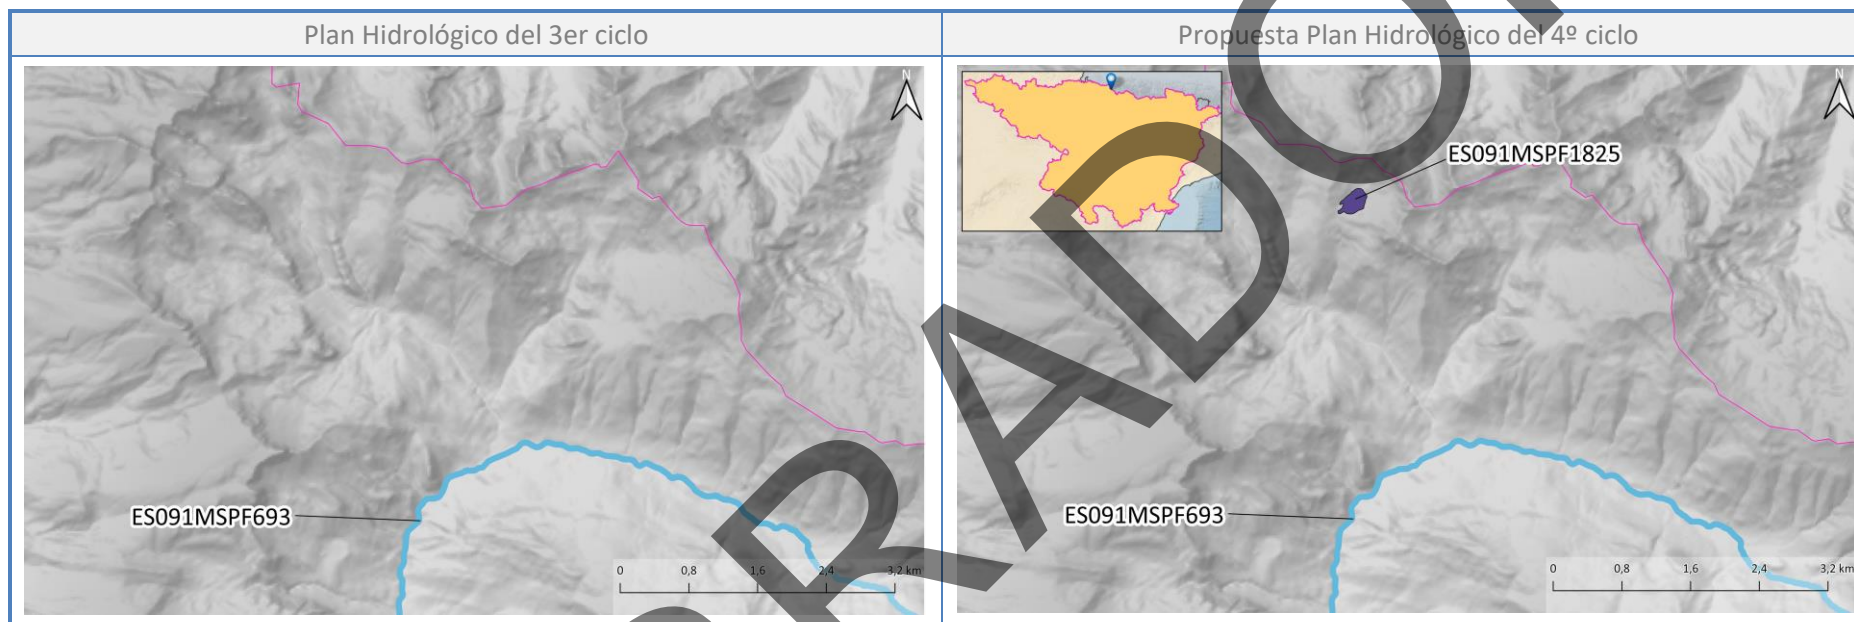 Plan Hidrológico del 3er ciclo
Propuesta Plan Hidrológico del 4º ciclo
N
ES091MSPF693
0 0,8 1,6 2,4 3,2 km
N
ES091MSPF1825
ES091MSPF693
0 0,8 1,6 2,4 3,2 km
RADO